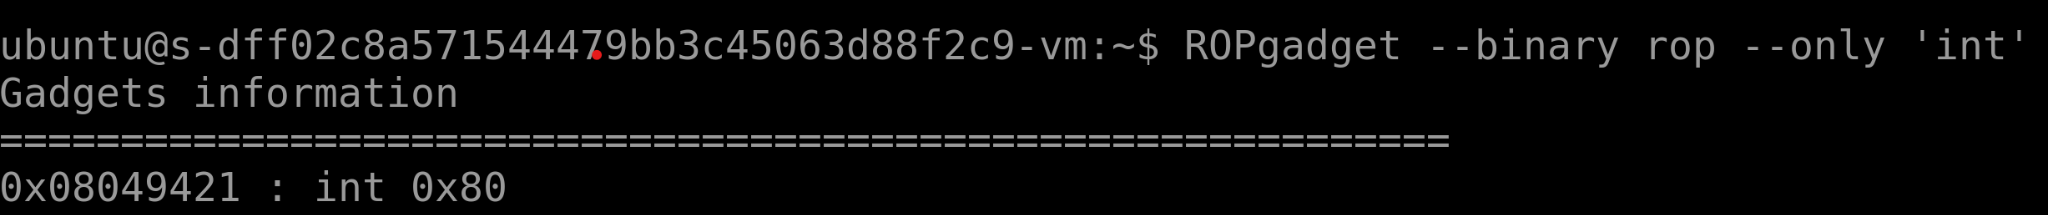 ubuntu@s-dff02c8a571544479bb3c45063d88f2c9-vm:~$ ROPgadget --binary rop --only 'int'
Gadgets information
============================================================
0x08049421 : int 0x80